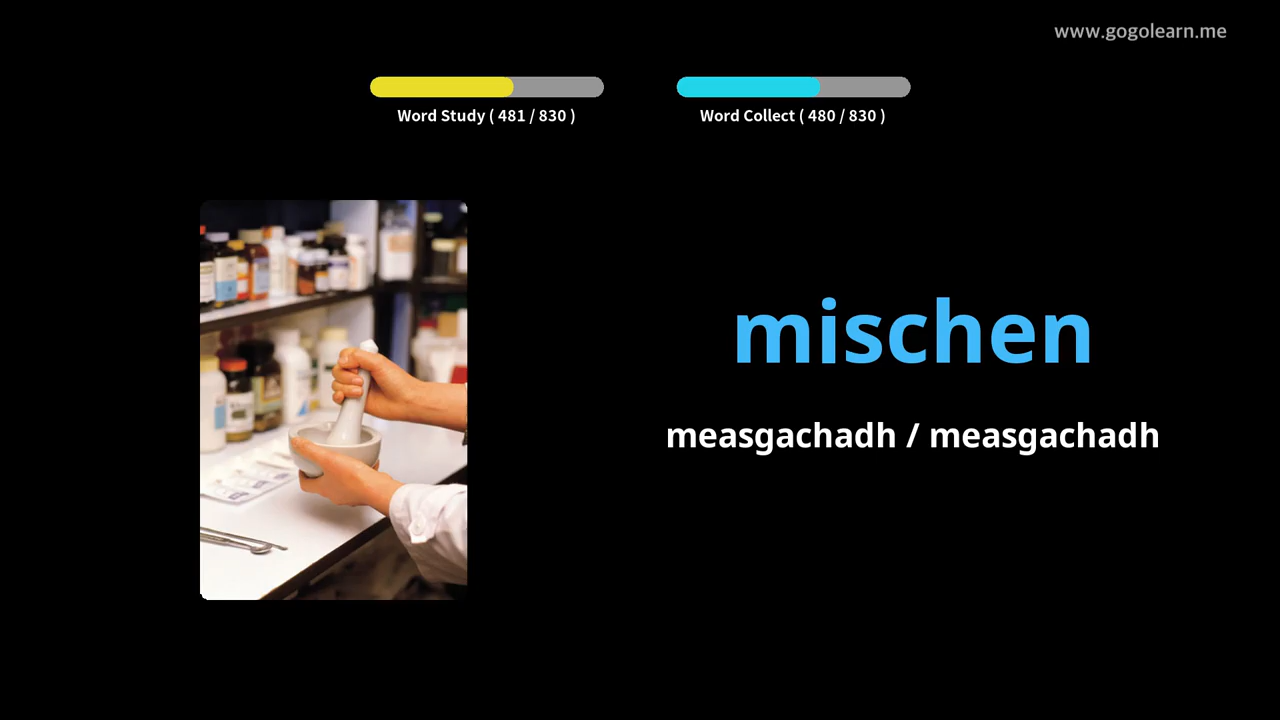 www.gogolearn.me
Word Study ( 481 / 830 )
Word Collect ( 480 / 830 )
mischen
measgachadh / measgachadh